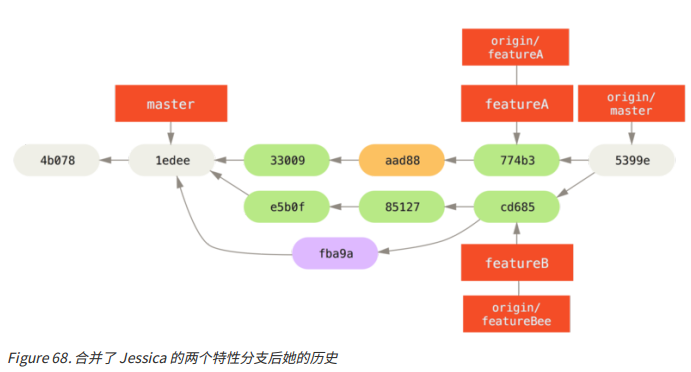 origin/
featureA
master
featureA
origin/
master
4b078
1edee
33009
aad88
774b3
5399e
e5b0f
85127
cd685
fba9a
featureB
origin/
featureBee
Figure 68. 合并了 Jessica 的两个特性分支后她的历史